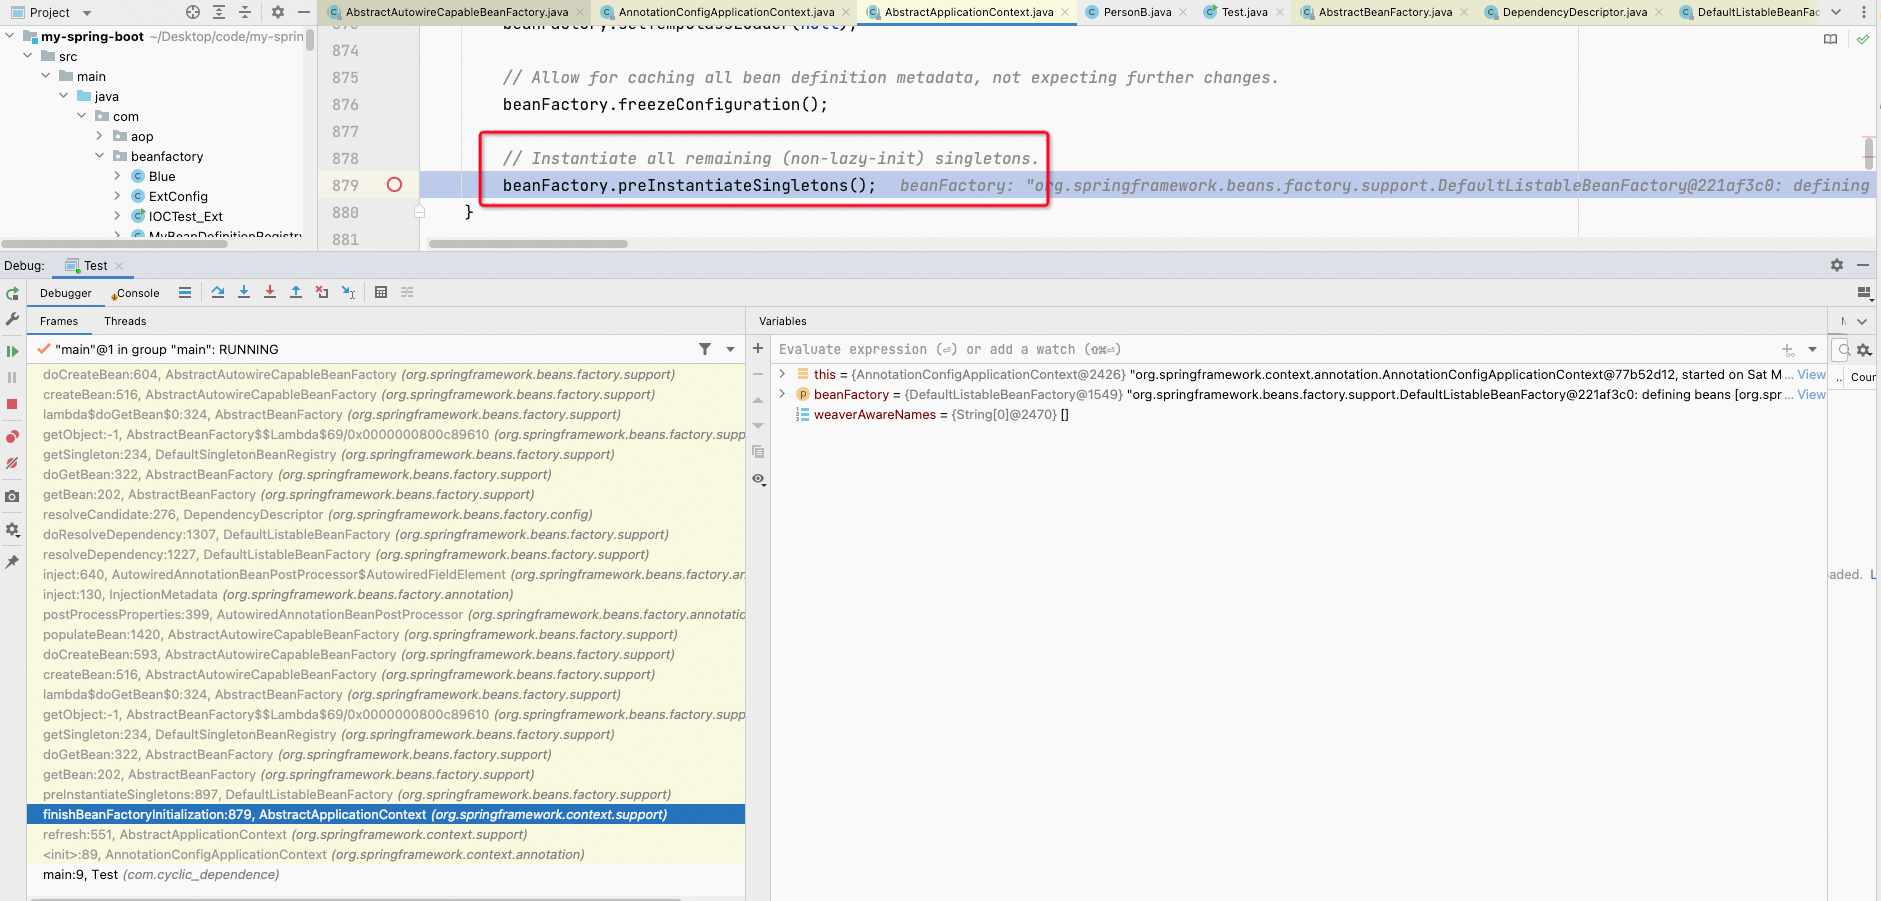 Project
AbstractAutowireCapableBeanFactory.java
AnnotationConfigApplicationContext.java
AbstractApplicationContext.java
PersonB.java
Test.java
AbstractBeanFactory.java
DependencyDescriptor.java
DefaultListableBeanFac
my-spring-boot ~/Desktop/code/my-sprin
src
main
java
com
aop
beanfactory
Blue
ExtConfig
IOCTest_Ext
MyBeanDefinitionRegistr
874
875 // Allow for caching all bean definition metadata, not expecting further changes.
876 beanFactory.freezeConfiguration();
877
878 // Instantiate all remaining (non-lazy-init) singletons.
879 beanFactory.preInstantiateSingletons(); beanFactory: "org.springframework.beans.factory.support.DefaultListableBeanFactory@221af3c0: defining
880 }
881
Debug: Test
Debugger Console
Frames Threads
"main"@1 in group "main": RUNNING
doCreateBean:604, AbstractAutowireCapableBeanFactory (org.springframework.beans.factory.support)
createBean:516, AbstractAutowireCapableBeanFactory (org.springframework.beans.factory.support)
lambda$doGetBean$0:324, AbstractBeanFactory (org.springframework.beans.factory.support)
getObject:-1, AbstractBeanFactory$$Lambda$69/0x0000000800c89610 (org.springframework.beans.factory.supp
getSingleton:234, DefaultSingletonBeanRegistry (org.springframework.beans.factory.support)
doGetBean:322, AbstractBeanFactory (org.springframework.beans.factory.support)
getBean:202, AbstractBeanFactory (org.springframework.beans.factory.support)
resolveCandidate:276, DependencyDescriptor (org.springframework.beans.factory.config)
doResolveDependency:1307, DefaultListableBeanFactory (org.springframework.beans.factory.support)
resolveDependency:1227, DefaultListableBeanFactory (org.springframework.beans.factory.support)
inject:640, AutowiredAnnotationBeanPostProcessor$AutowiredFieldElement (org.springframework.beans.factory.an
inject:130, InjectionMetadata (org.springframework.beans.factory.annotation)
postProcessProperties:399, AutowiredAnnotationBeanPostProcessor (org.springframework.beans.factory.annotatio
populateBean:1420, AbstractAutowireCapableBeanFactory (org.springframework.beans.factory.support)
doCreateBean:593, AbstractAutowireCapableBeanFactory (org.springframework.beans.factory.support)
createBean:516, AbstractAutowireCapableBeanFactory (org.springframework.beans.factory.support)
lambda$doGetBean$0:324, AbstractBeanFactory (org.springframework.beans.factory.support)
getObject:-1, AbstractBeanFactory$$Lambda$69/0x0000000800c89610 (org.springframework.beans.factory.supp
getSingleton:234, DefaultSingletonBeanRegistry (org.springframework.beans.factory.support)
doGetBean:322, AbstractBeanFactory (org.springframework.beans.factory.support)
getBean:202, AbstractBeanFactory (org.springframework.beans.factory.support)
preInstantiateSingletons:897, DefaultListableBeanFactory (org.springframework.beans.factory.support)
finishBeanFactoryInitialization:879, AbstractApplicationContext (org.springframework.context.support)
refresh:551, AbstractApplicationContext (org.springframework.context.support)
<init>:89, AnnotationConfigApplicationContext (org.springframework.context.annotation)
main:9, Test (com.cyclic_dependence)
Variables
Evaluate expression (⏎) or add a watch (⇧⌘⏎)
this = {AnnotationConfigApplicationContext@2426} "org.springframework.context.annotation.AnnotationConfigApplicationContext@77b52d12, started on Sat M... View
beanFactory = {DefaultListableBeanFactory@1549} "org.springframework.beans.factory.support.DefaultListableBeanFactory@221af3c0: defining beans [org.spr ... View
weaverAwareNames = {String[0]@2470} []
.. Coun
aded. L